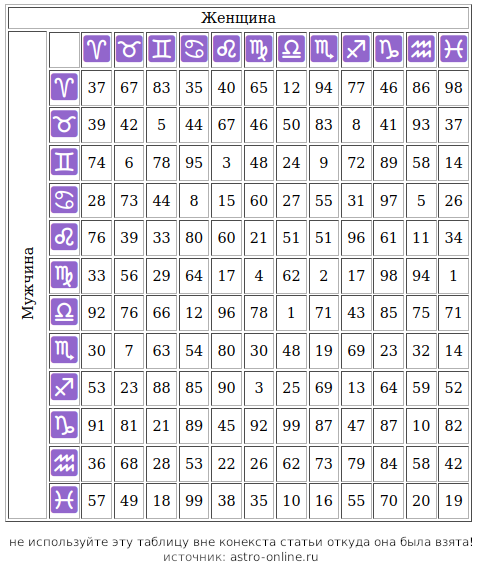 Женщина
♈ ♉ ♊ ♋ ♌ ♍ ♎ ♏ ♐ ♑ ♒ ♓
Мужчина
♈ 37 67 83 35 40 65 12 94 77 46 86 98
♉ 39 42 5 44 67 46 50 83 8 41 93 37
♊ 74 6 78 95 3 48 24 9 72 89 58 14
♋ 28 73 44 8 15 60 27 55 31 97 5 26
♌ 76 39 33 80 60 21 51 51 96 61 11 34
♍ 33 56 29 64 17 4 62 2 17 98 94 1
♎ 92 76 66 12 96 78 1 71 43 85 75 71
♏ 30 7 63 54 80 30 48 19 69 23 32 14
♐ 53 23 88 85 90 3 25 69 13 64 59 52
♑ 91 81 21 89 45 92 99 87 47 87 10 82
♒ 36 68 28 53 22 26 62 73 79 84 58 42
♓ 57 49 18 99 38 35 10 16 55 70 20 19
не используйте эту таблицу вне конекста статьи откуда она была взята!
источник: astro-online.ru